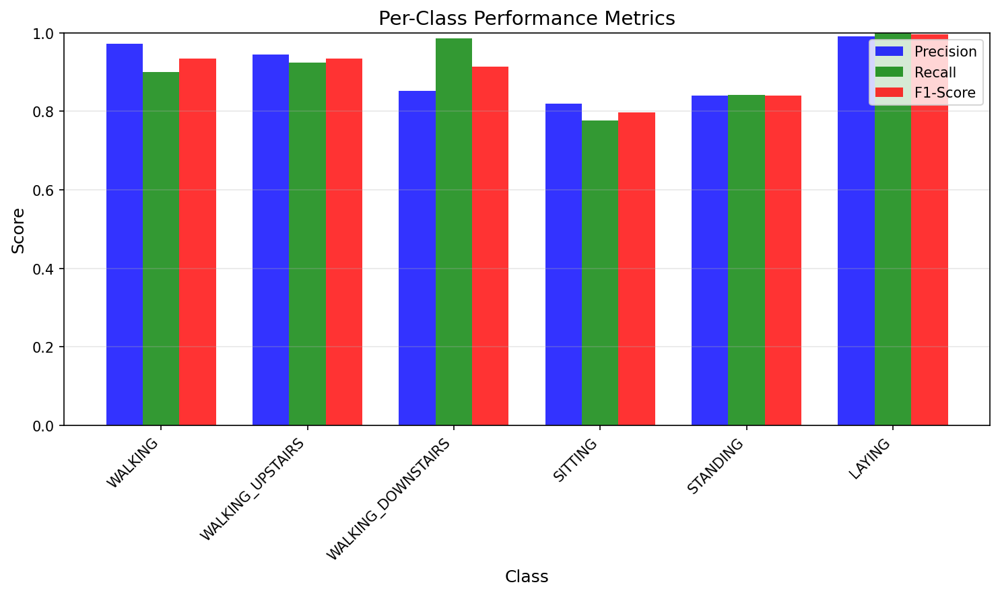 Per-Class Performance Metrics
1.0
0.8
0.6
0.4
0.2
0.0
Score
Precision
Recall
F1-Score
WALKING
WALKING_UPSTAIRS
WALKING_DOWNSTAIRS
SITTING
STANDING
LAYING
Class